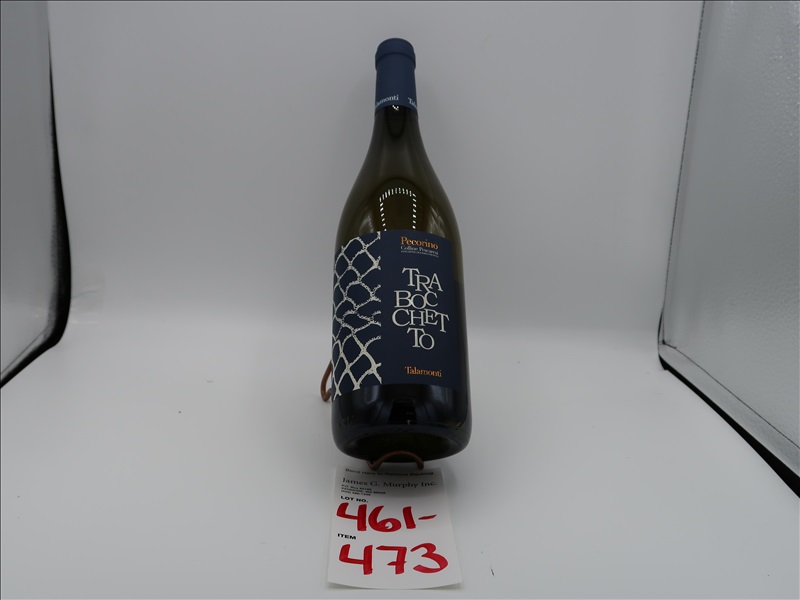 Talamonti
Pecorino
Colline Pescaresi
TRA
BOC
CHET
TO
Talamonti
James G. Murphy Inc.
LOT NO.
461-
ITEM
473